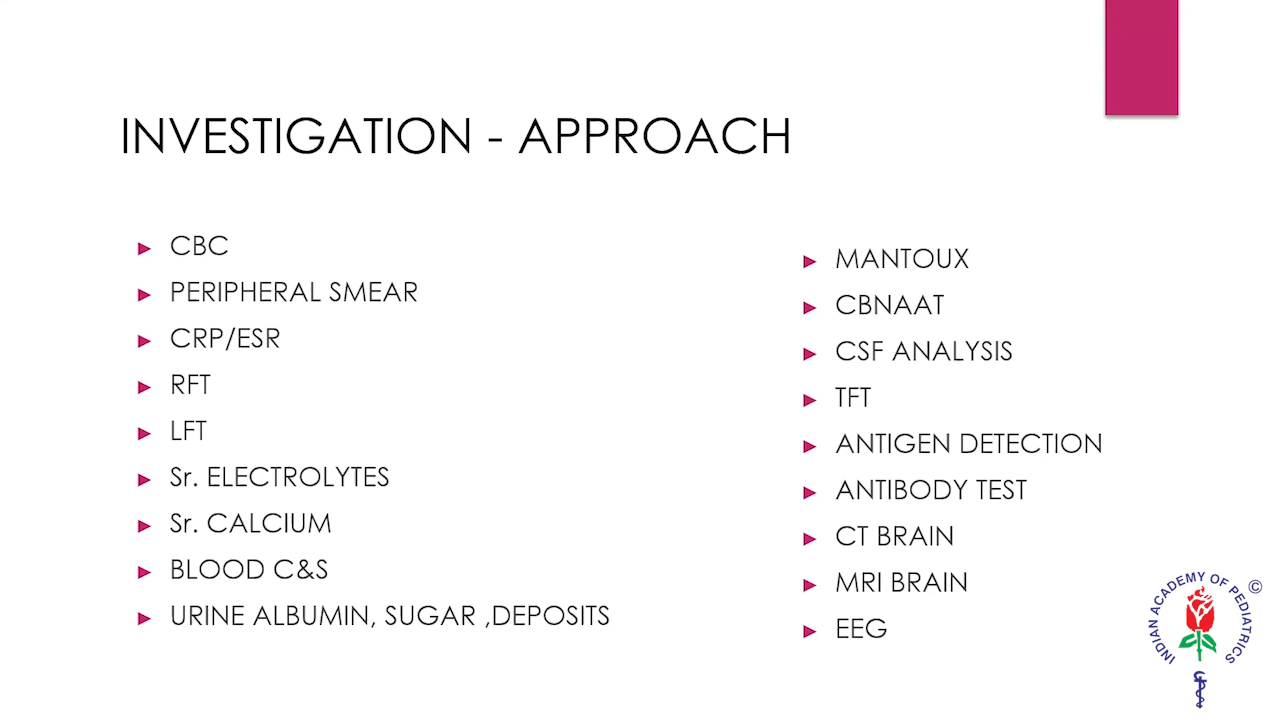 INVESTIGATION - APPROACH
CBC
PERIPHERAL SMEAR
CRP/ESR
RFT
LFT
Sr. ELECTROLYTES
Sr. CALCIUM
BLOOD C&S
URINE ALBUMIN, SUGAR ,DEPOSITS
MANTOUX
CBNAAT
CSF ANALYSIS
TFT
ANTIGEN DETECTION
ANTIBODY TEST
CT BRAIN
MRI BRAIN
EEG
INDIAN ACADEMY OF PEDIATRICS
©